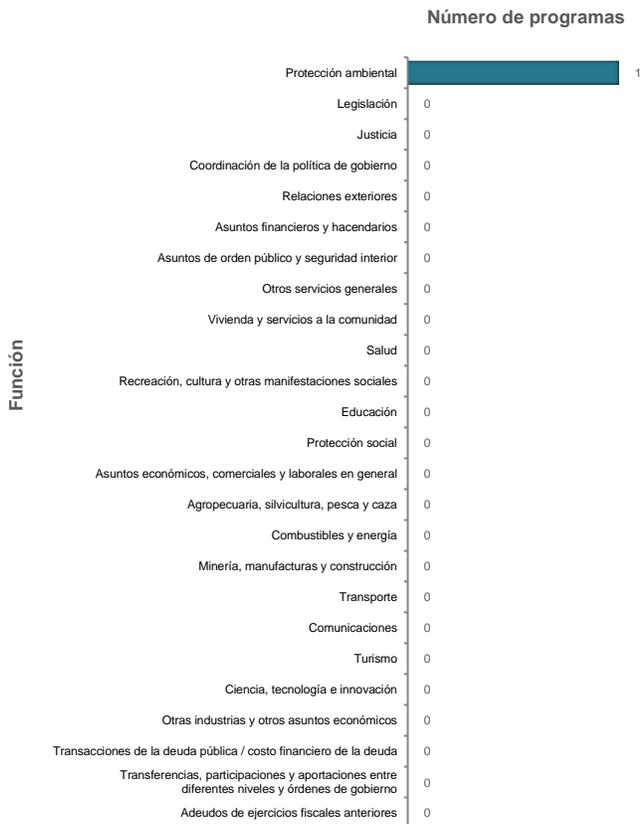 Número de programas
Función
Protección ambiental 1
Legislación 0
Justicia 0
Coordinación de la política de gobierno 0
Relaciones exteriores 0
Asuntos financieros y hacendarios 0
Asuntos de orden público y seguridad interior 0
Otros servicios generales 0
Vivienda y servicios a la comunidad 0
Salud 0
Recreación, cultura y otras manifestaciones sociales 0
Educación 0
Protección social 0
Asuntos económicos, comerciales y laborales en general 0
Agropecuaria, silvicultura, pesca y caza 0
Combustibles y energía 0
Minería, manufacturas y construcción 0
Transporte 0
Comunicaciones 0
Turismo 0
Ciencia, tecnología e innovación 0
Otras industrias y otros asuntos económicos 0
Transacciones de la deuda pública / costo financiero de la deuda 0
Transferencias, participaciones y aportaciones entre
diferentes niveles y órdenes de gobierno 0
Adeudos de ejercicios fiscales anteriores 0